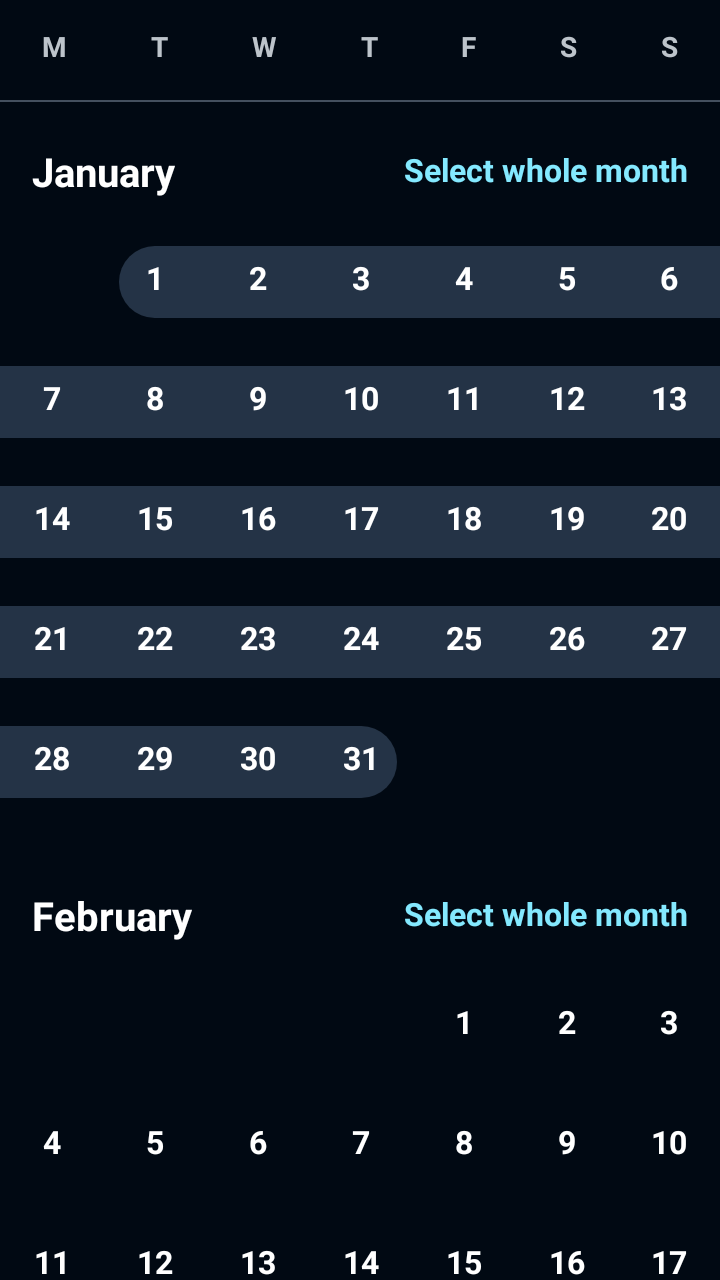 M T W T F S S
January Select whole month
1 2 3 4 5 6
7 8 9 10 11 12 13
14 15 16 17 18 19 20
21 22 23 24 25 26 27
28 29 30 31
February Select whole month
1 2 3
4 5 6 7 8 9 10
11 12 13 14 15 16 17